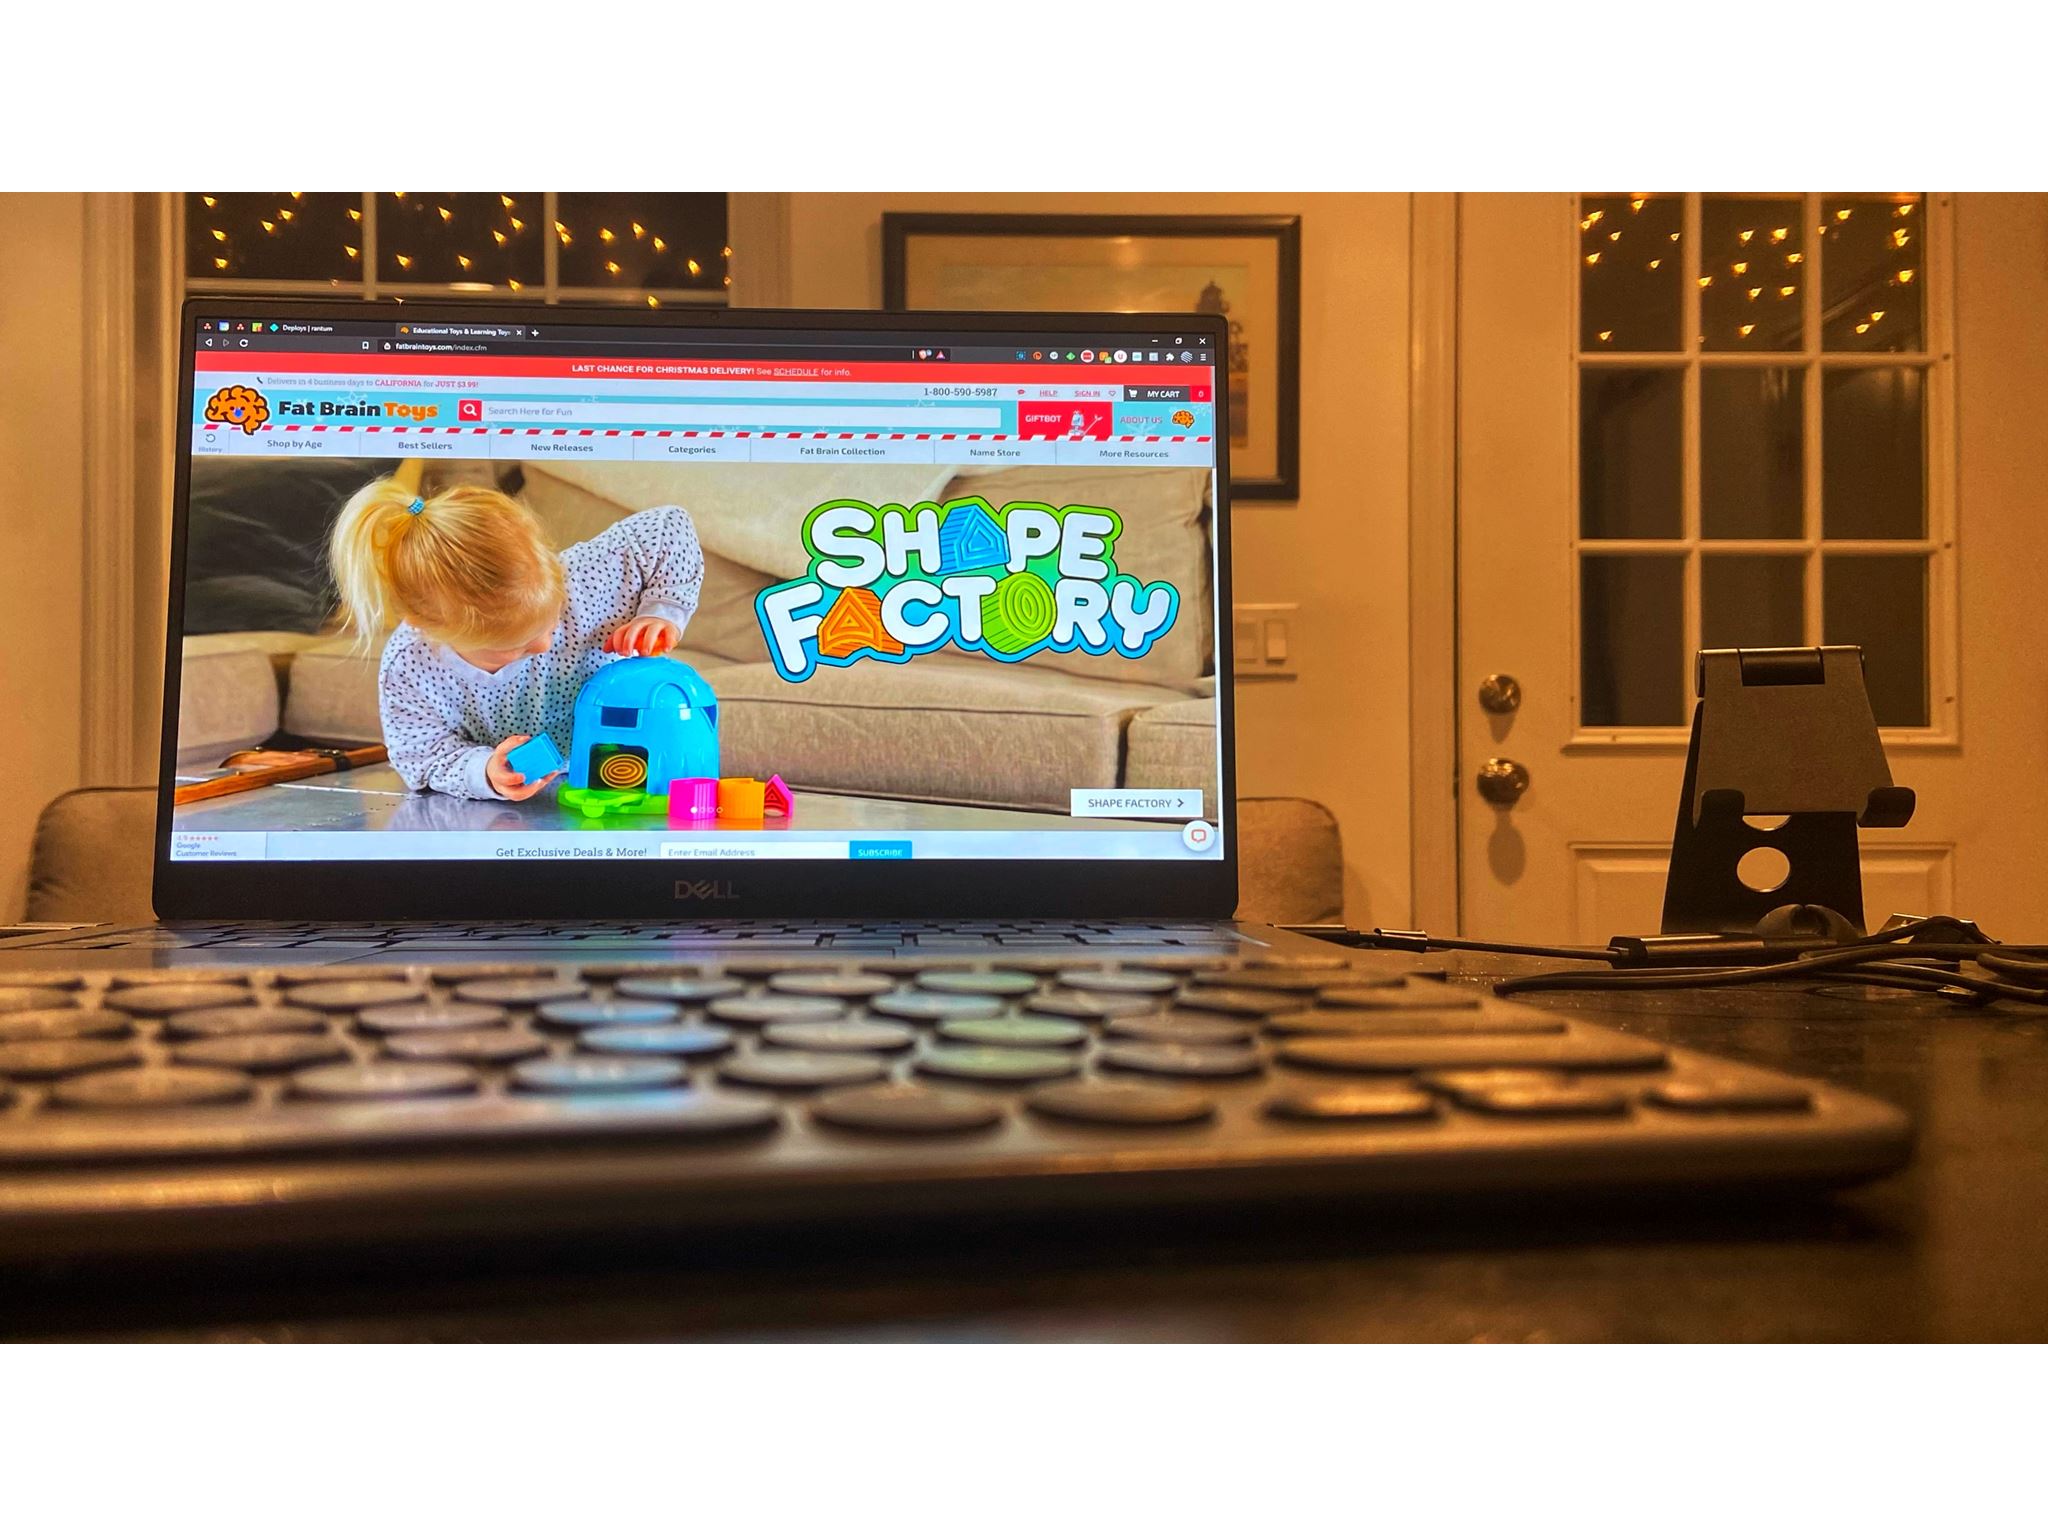 Deploys | rantum
Educational Toys & Learning Toys
fatbraintoys.com/index.cfm
LAST CHANCE FOR CHRISTMAS DELIVERY! See SCHEDULE for info.
Delivers in 4 business days to CALIFORNIA for JUST $3.99!
1-800-590-5987
HELP
SIGN IN
MY CART
0
Fat Brain Toys
Search Here for Fun
GIFTBOT
ABOUT US
History
Shop by Age
Best Sellers
New Releases
Categories
Fat Brain Collection
Name Store
More Resources
SHAPE
FACTORY
SHAPE FACTORY
4.9
Google
Customer Reviews
Get Exclusive Deals & More!
Enter Email Address
SUBSCRIBE
DELL